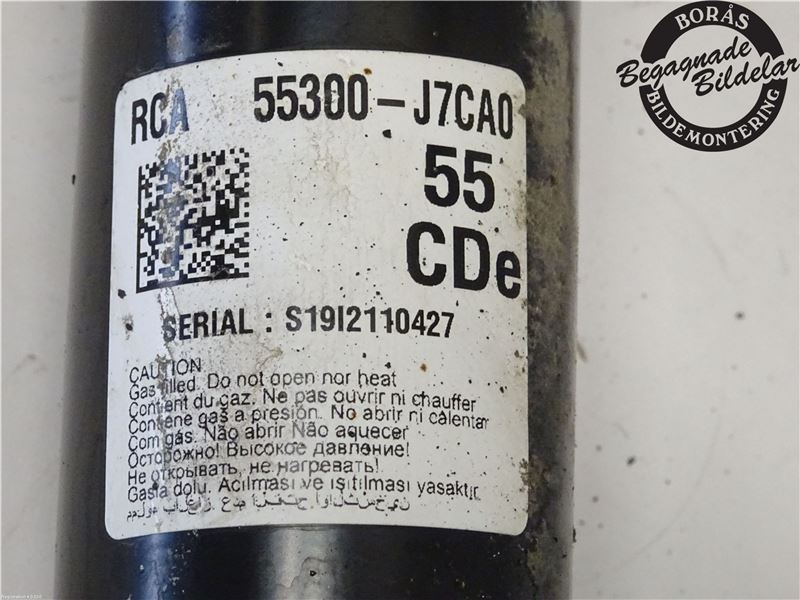 BORÅS
Begagnade
Bildelar
BILDEMONTERING
RCA 55300-J7CA0
55
CDe
SERIAL : S19I2110427
CAUTION
Gas filled. Do not open nor heat
Contient du gaz. Ne pas ouvrir ni chauffer
Contiene gas a presión. No abrir ni calentar
Com gás. Não abrir Não aquecer
Осторожно! Высокое давление!
Не открывать, не нагревать!
Gasla dolu. Açılması ve ısıtılması yasaktır.